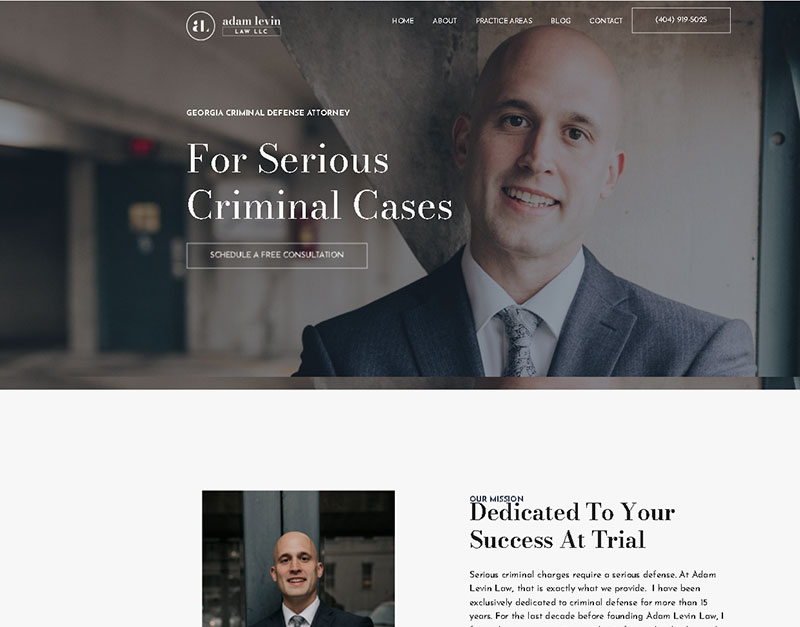 aL adam levin
LAW LLC
HOME ABOUT PRACTICE AREAS BLOG CONTACT (404) 919-5025
GEORGIA CRIMINAL DEFENSE ATTORNEY
For Serious
Criminal Cases
SCHEDULE A FREE CONSULTATION
OUR MISSION
Dedicated To Your
Success At Trial
Serious criminal charges require a serious defense. At Adam
Levin Law, that is exactly what we provide. I have been
exclusively dedicated to criminal defense for more than 15
years. For the last decade before founding Adam Levin Law, I